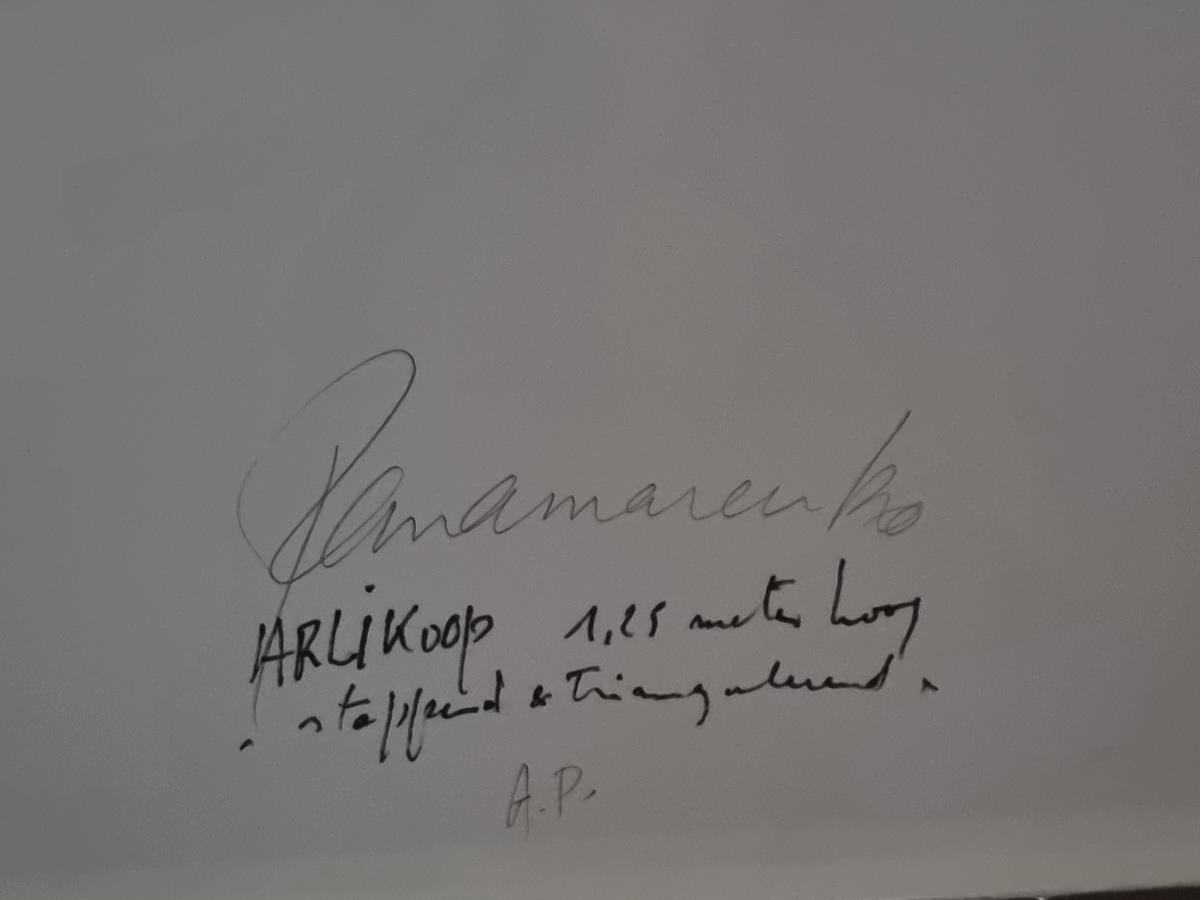 Panamarenko
ARLIKOOP 1,25 meter hoog
. stappend & Triangulerend .
A.P.